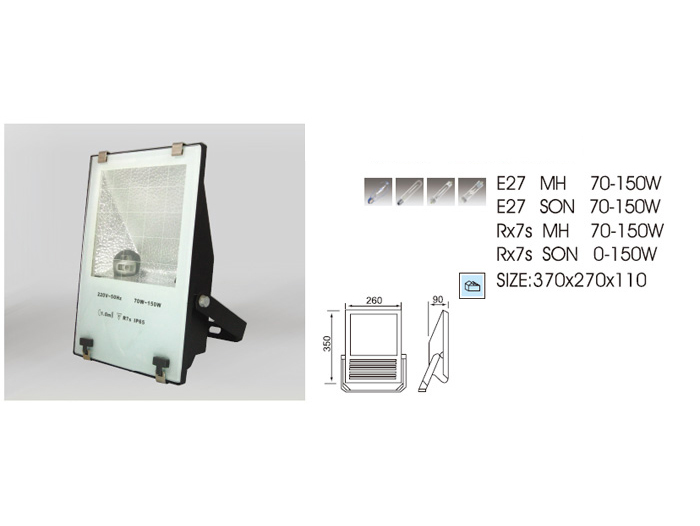 E27 MH 70-150W
E27 SON 70-150W
Rx7s MH 70-150W
Rx7s SON 0-150W
SIZE:370x270x110
260
90
350
220V~50Hz 70W-150W
R7s IP65